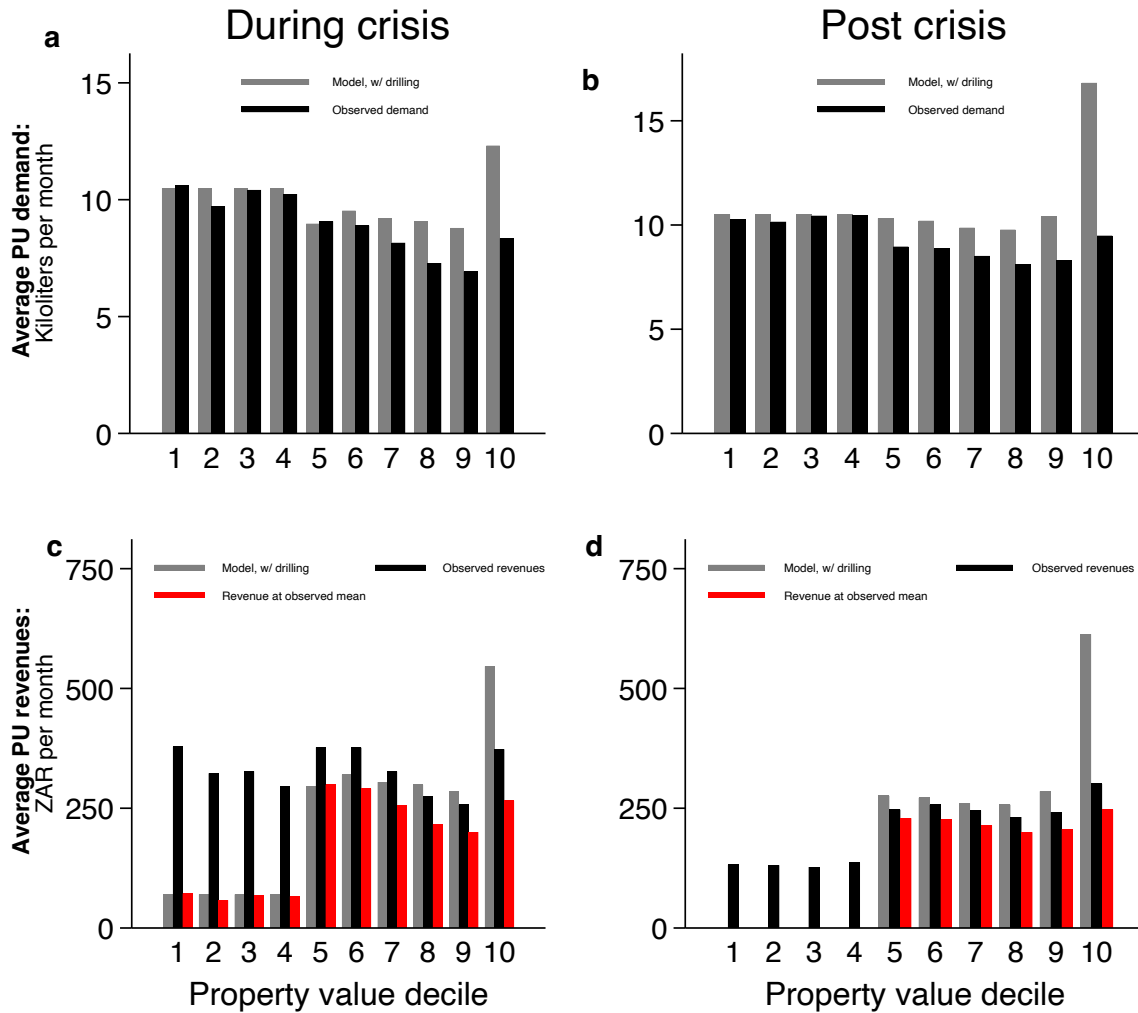 During crisis
Post crisis
a
15
10
5
0
Average PU demand:
Kiloliters per month
Model, w/ drilling
Observed demand
1 2 3 4 5 6 7 8 9 10
b
15
10
5
0
Model, w/ driling
Observed demand
1 2 3 4 5 6 7 8 9 10
c
750
500
250
0
Average PU revenues:
ZAR per month
Model, w/ drilling
Observed revenues
Revenue at observed mean
1 2 3 4 5 6 7 8 9 10
Property value decile
d
750
500
250
0
Model, w/ drilling
Observed revenues
Revenue at observed mean
1 2 3 4 5 6 7 8 9 10
Property value decile